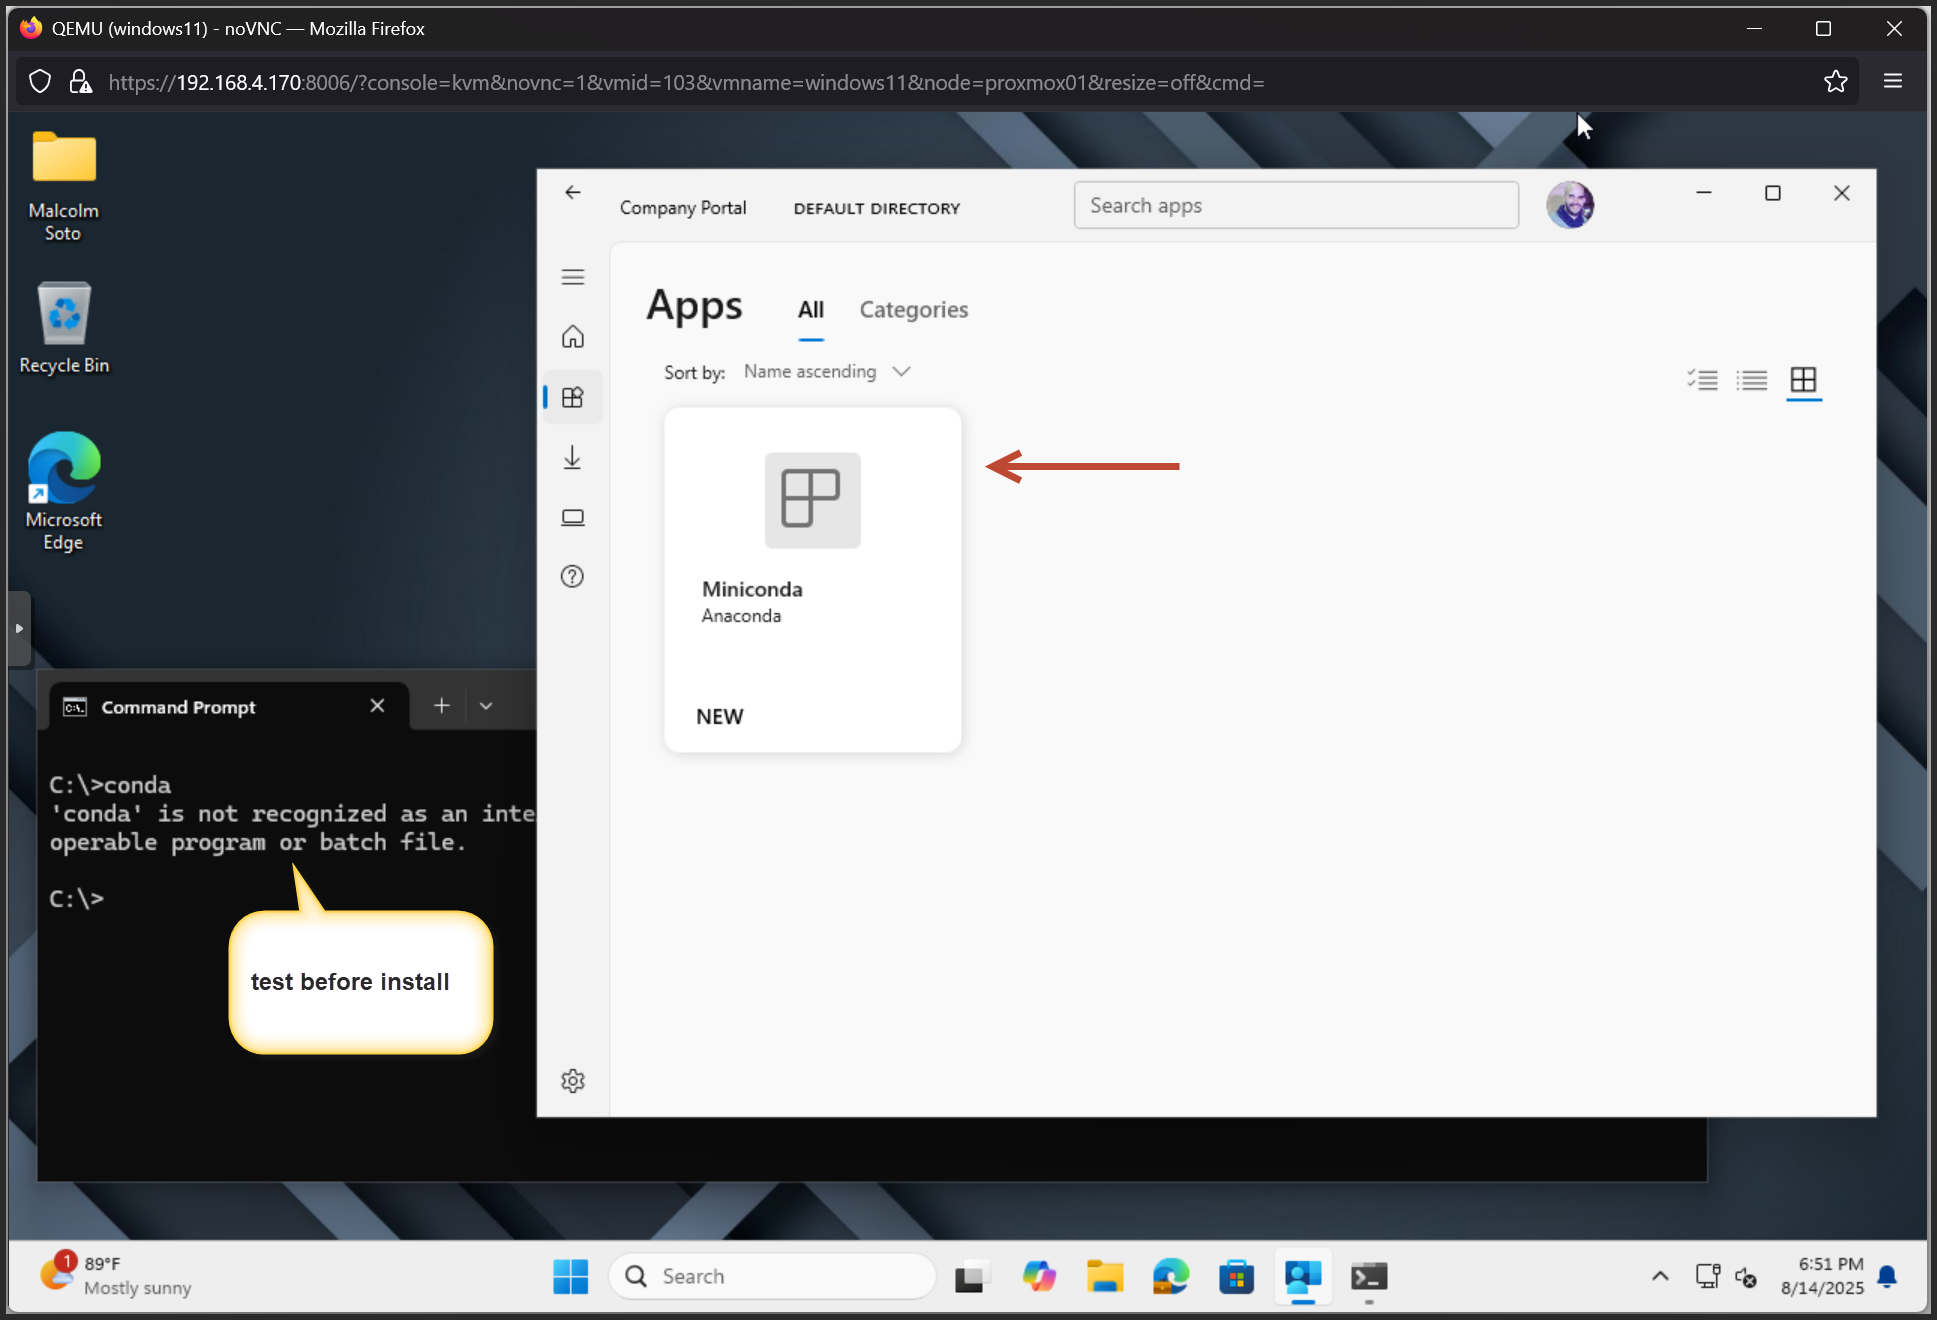 QEMU (windows11) - noVNC — Mozilla Firefox
https://192.168.4.170:8006/?console=kvm&novnc=1&vmid=103&vmname=windows11&node=proxmox01&resize=off&cmd=
Malcolm
Soto
Recycle Bin
Microsoft
Edge
Company Portal
DEFAULT DIRECTORY
Search apps
Apps
All
Categories
Sort by:
Name ascending
Miniconda
Anaconda
NEW
Command Prompt
C:\>conda
'conda' is not recognized as an inte
operable program or batch file.
C:\>
test before install
1
89°F
Mostly sunny
Search
6:51 PM
8/14/2025